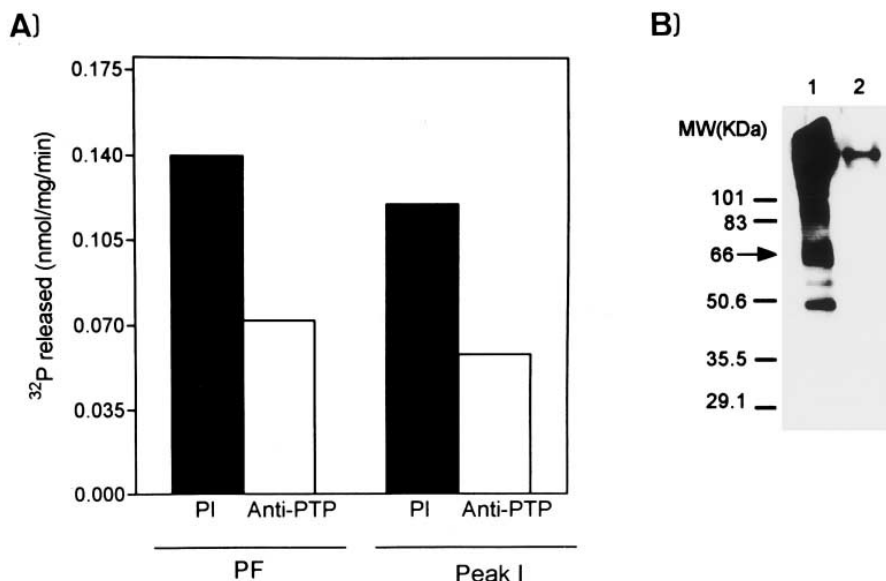 A)
0.175
0.140
0.105
0.070
0.035
0.000
³²P released (nmol/mg/min)
PI Anti-PTP PI Anti-PTP
PF Peak I
B)
1 2
MW(KDa)
101
83
66
50.6
35.5
29.1